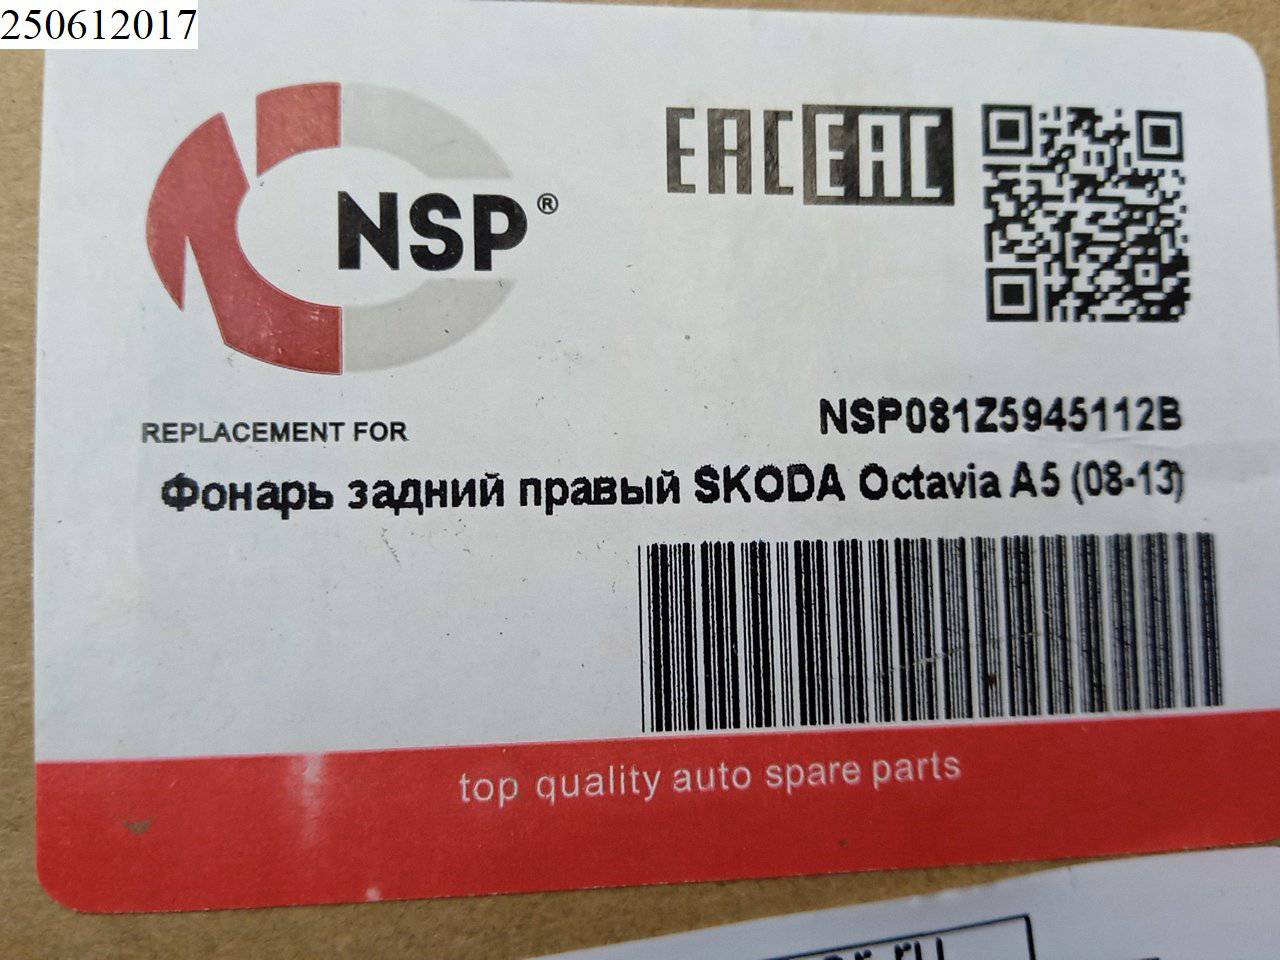 250612017
EAC EAC
NSP®
NSP081Z5945112B
REPLACEMENT FOR
Фонарь задний правый SKODA Octavia A5 (08-13)
top quality auto spare parts